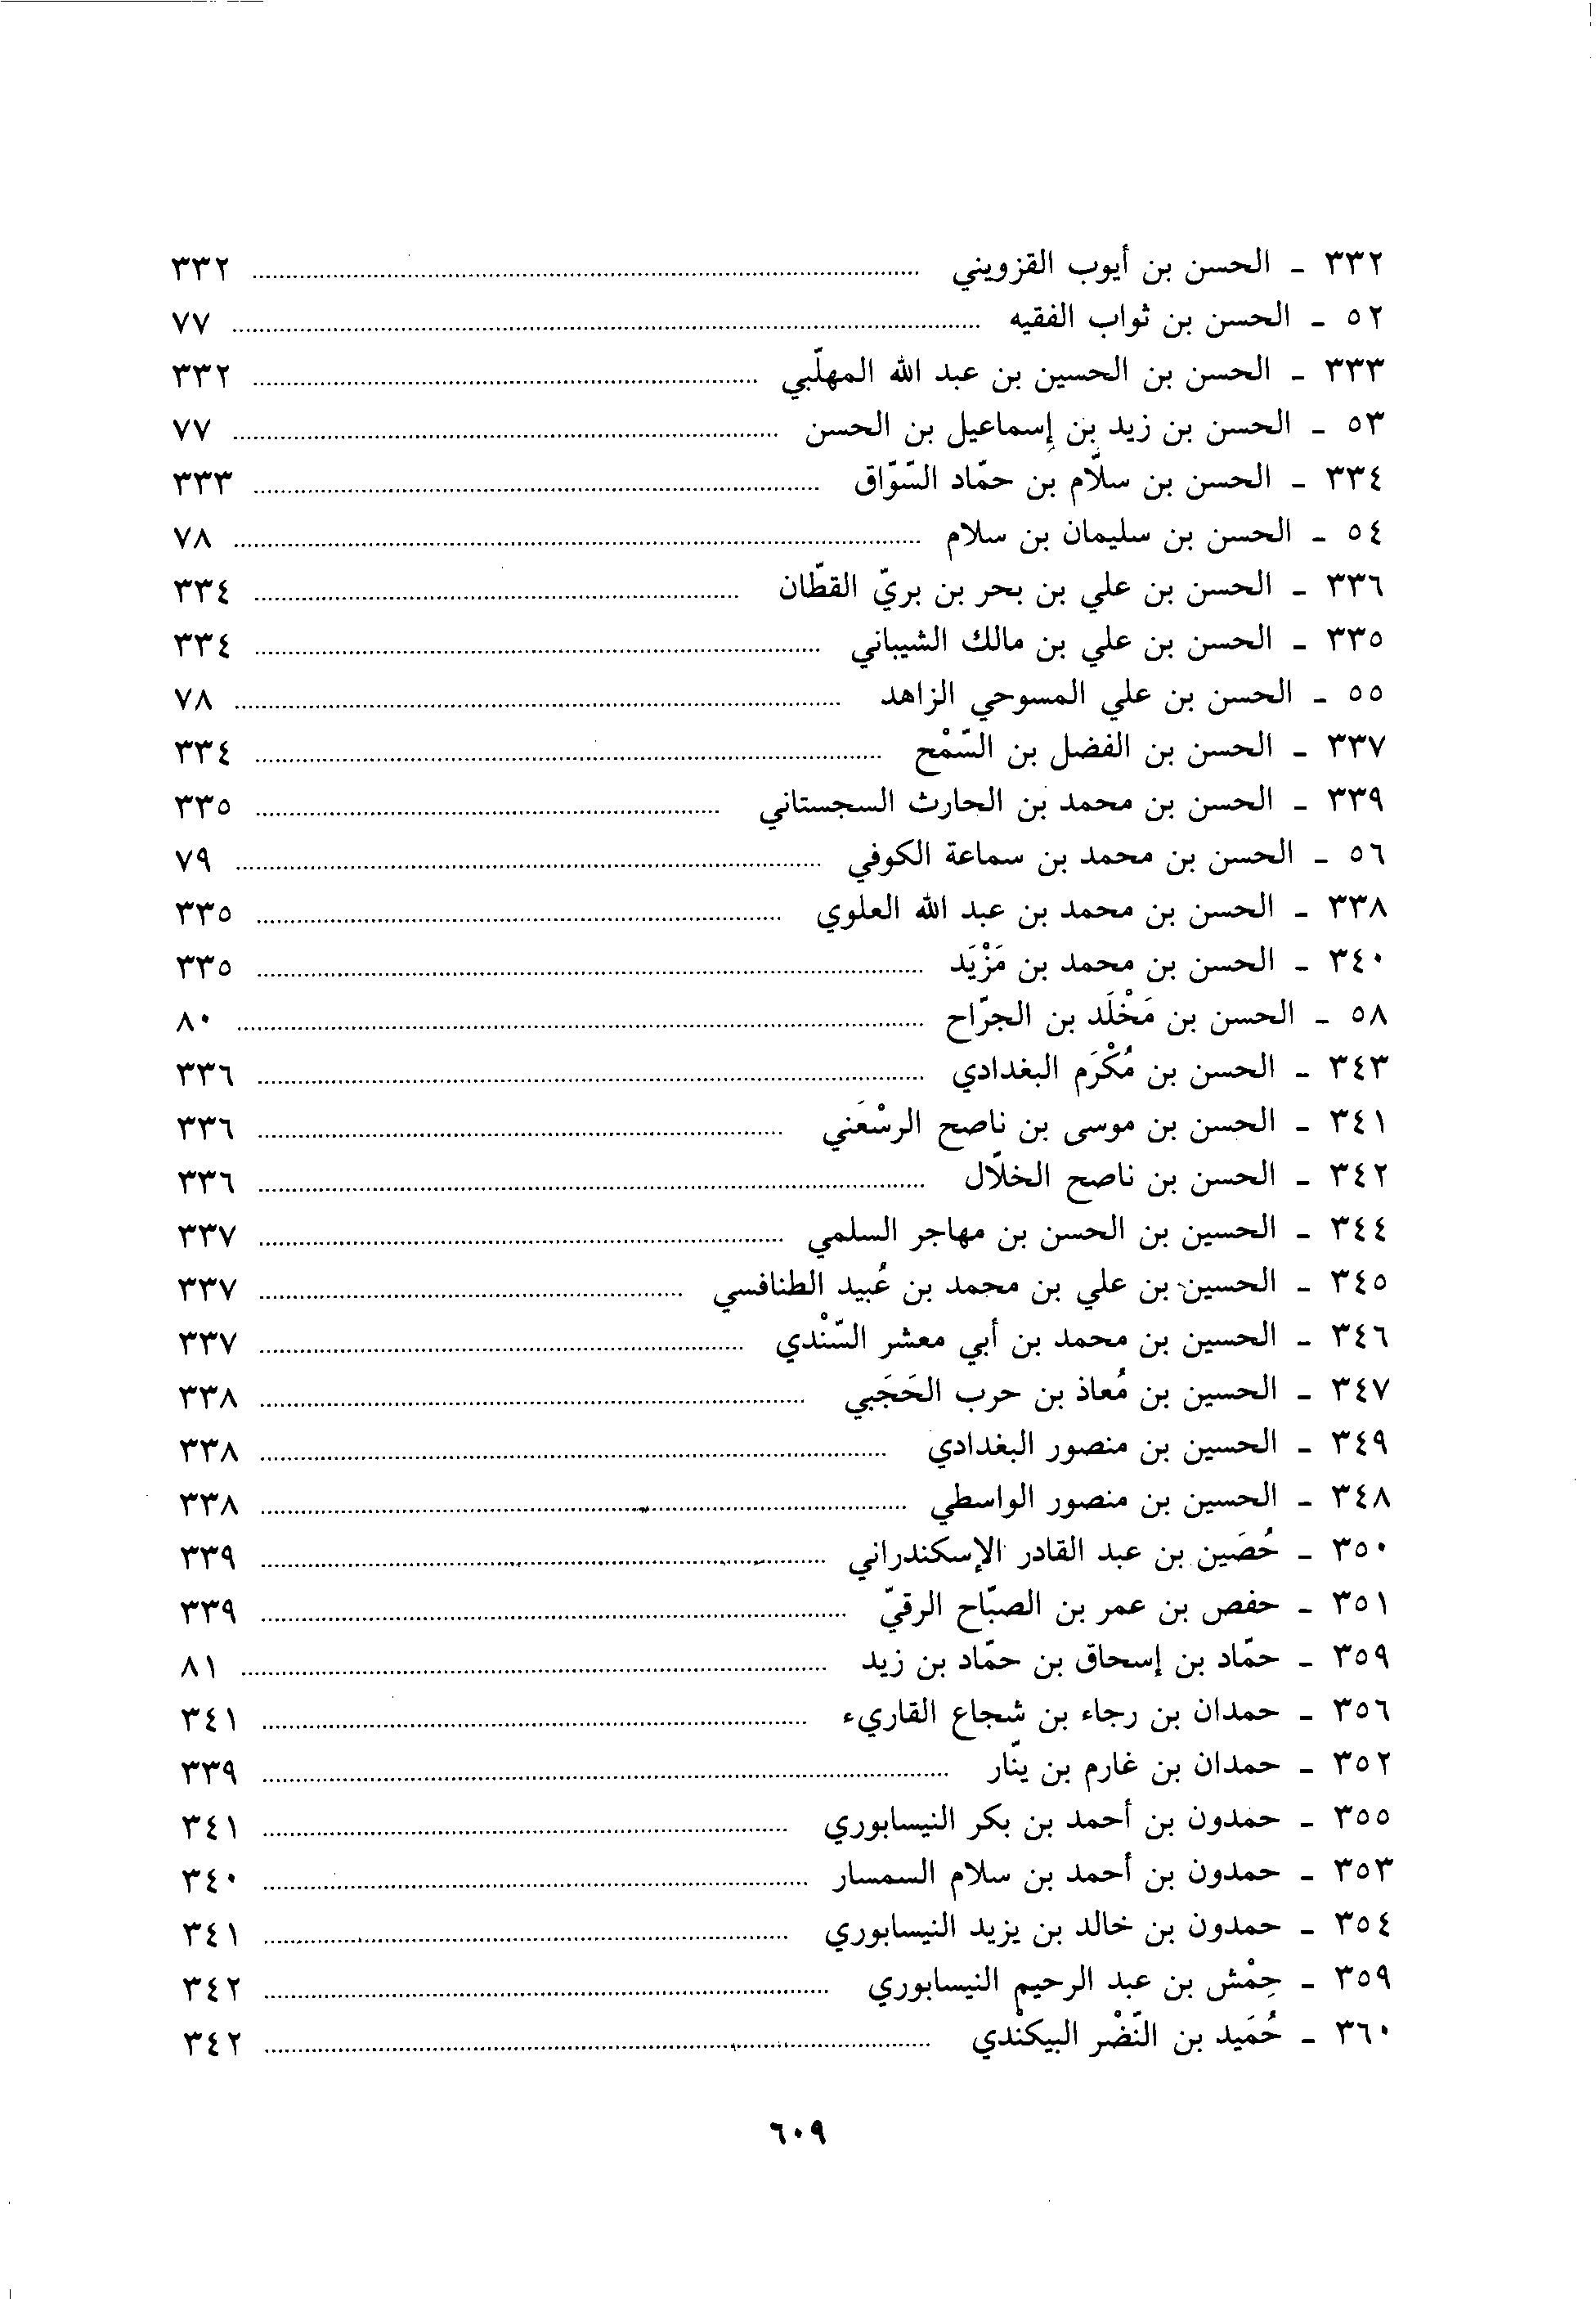 ٣٣٢ - الحسن بن أيوب القزويني ........ ٣٣٢
٥٢ - الحسن بن ثواب الفقيه ........ ٧٧
٣٣٣ - الحسن بن الحسين بن عبد الله المهلّبي ........ ٣٣٢
٥٣ - الحسن بن زيد بن إسماعيل بن الحسن ........ ٧٧
٣٣٤ - الحسن بن سلّام بن حمّاد السّوّاق ........ ٣٣٣
٥٤ - الحسن بن سليمان بن سلام ........ ٧٨
٣٣٦ - الحسن بن علي بن بحر بن بريّ القطّان ........ ٣٣٤
٣٣٥ - الحسن بن علي بن مالك الشيباني ........ ٣٣٤
٥٥ - الحسن بن علي المسوحي الزاهد ........ ٧٨
٣٣٧ - الحسن بن الفضل بن السّمْح ........ ٣٣٤
٣٣٩ - الحسن بن محمد بن الحارث السجستاني ........ ٣٣٥
٥٦ - الحسن بن محمد بن سماعة الكوفي ........ ٧٩
٣٣٨ - الحسن بن محمد بن عبد الله العلوي ........ ٣٣٥
٣٤٠ - الحسن بن محمد بن مَزْيَد ........ ٣٣٥
٥٨ - الحسن بن مَخْلَد بن الجرّاح ........ ٨٠
٣٤٣ - الحسن بن مُكْرَم البغدادي ........ ٣٣٦
٣٤١ - الحسن بن موسى بن ناصح الرسْعَني ........ ٣٣٦
٣٤٢ - الحسن بن ناصح الخلّال ........ ٣٣٦
٣٤٤ - الحسين بن الحسن بن مهاجر السلمي ........ ٣٣٧
٣٤٥ - الحسين بن علي بن محمد بن عُبيد الطنافسي ........ ٣٣٧
٣٤٦ - الحسين بن محمد بن أبي معشر السّنْدي ........ ٣٣٧
٣٤٧ - الحسين بن مُعاذ بن حرب الحَجَبي ........ ٣٣٨
٣٤٩ - الحسين بن منصور البغدادي ........ ٣٣٨
٣٤٨ - الحسين بن منصور الواسطي ........ ٣٣٨
٣٥٠ - حُصَين بن عبد القادر الإسكندراني ........ ٣٣٩
٣٥١ - حفص بن عمر بن الصبّاح الرقيّ ........ ٣٣٩
٣٥٩ - حمّاد بن إسحاق بن حمّاد بن زيد ........ ٨١
٣٥٦ - حمدان بن رجاء بن شجاع القاريء ........ ٣٤١
٣٥٢ - حمدان بن غارم بن ينّار ........ ٣٣٩
٣٥٥ - حمدون بن أحمد بن بكر النيسابوري ........ ٣٤١
٣٥٣ - حمدون بن أحمد بن سلام السمسار ........ ٣٤٠
٣٥٤ - حمدون بن خالد بن يزيد النيسابوري ........ ٣٤١
٣٥٩ - حِمْش بن عبد الرحيم النيسابوري ........ ٣٤٢
٣٦٠ - حُمَيد بن النّضْر البيكنْدي ........ ٣٤٢
٦٠٩